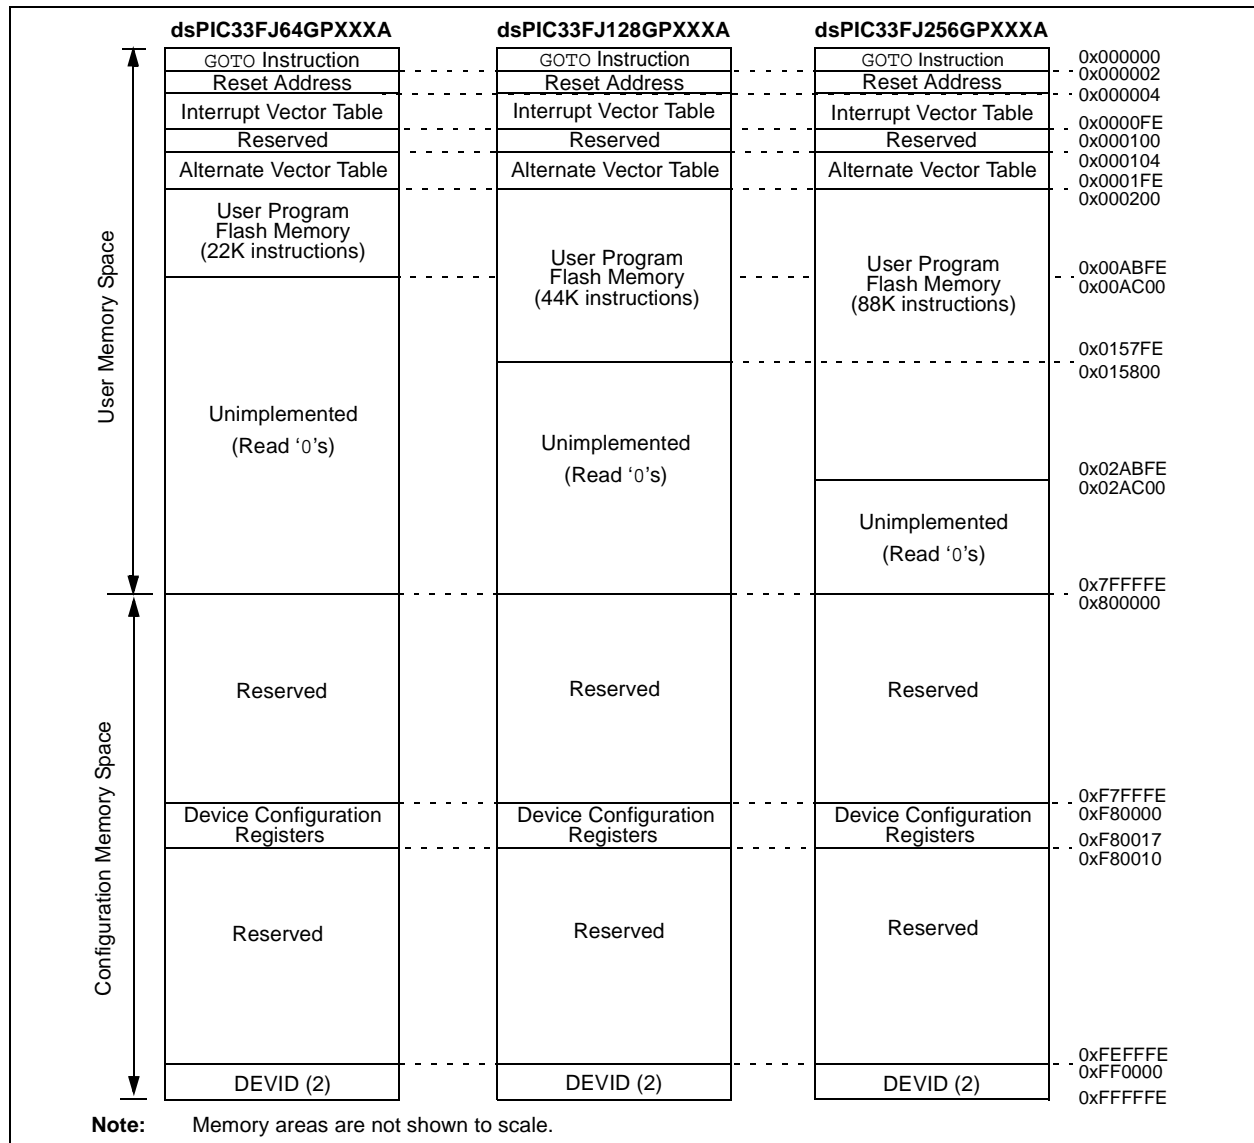 dsPIC33FJ64GPXXXA
dsPIC33FJ128GPXXXA
dsPIC33FJ256GPXXXA
GOTO Instruction
GOTO Instruction
GOTO Instruction
0x000000
0x000002
Reset Address
Reset Address
Reset Address
0x000004
Interrupt Vector Table
Interrupt Vector Table
Interrupt Vector Table
0x0000FE
Reserved
Reserved
Reserved
0x000100
0x000104
Alternate Vector Table
Alternate Vector Table
Alternate Vector Table
0x0001FE
0x000200
User Program
Flash Memory
(22K instructions)
User Program
Flash Memory
(44K instructions)
User Program
Flash Memory
(88K instructions)
0x00ABFE
0x00AC00
0x0157FE
0x015800
User Memory Space
Unimplemented
(Read ‘0’s)
Unimplemented
(Read ‘0’s)
0x02ABFE
0x02AC00
Unimplemented
(Read ‘0’s)
0x7FFFFE
0x800000
Reserved
Reserved
Reserved
Configuration Memory Space
0xF7FFFE
0xF80000
Device Configuration
Registers
Device Configuration
Registers
Device Configuration
Registers
0xF80017
0xF80010
Reserved
Reserved
Reserved
0xFEFFFE
0xFF0000
DEVID (2)
DEVID (2)
DEVID (2)
0xFFFFFE
Note: Memory areas are not shown to scale.